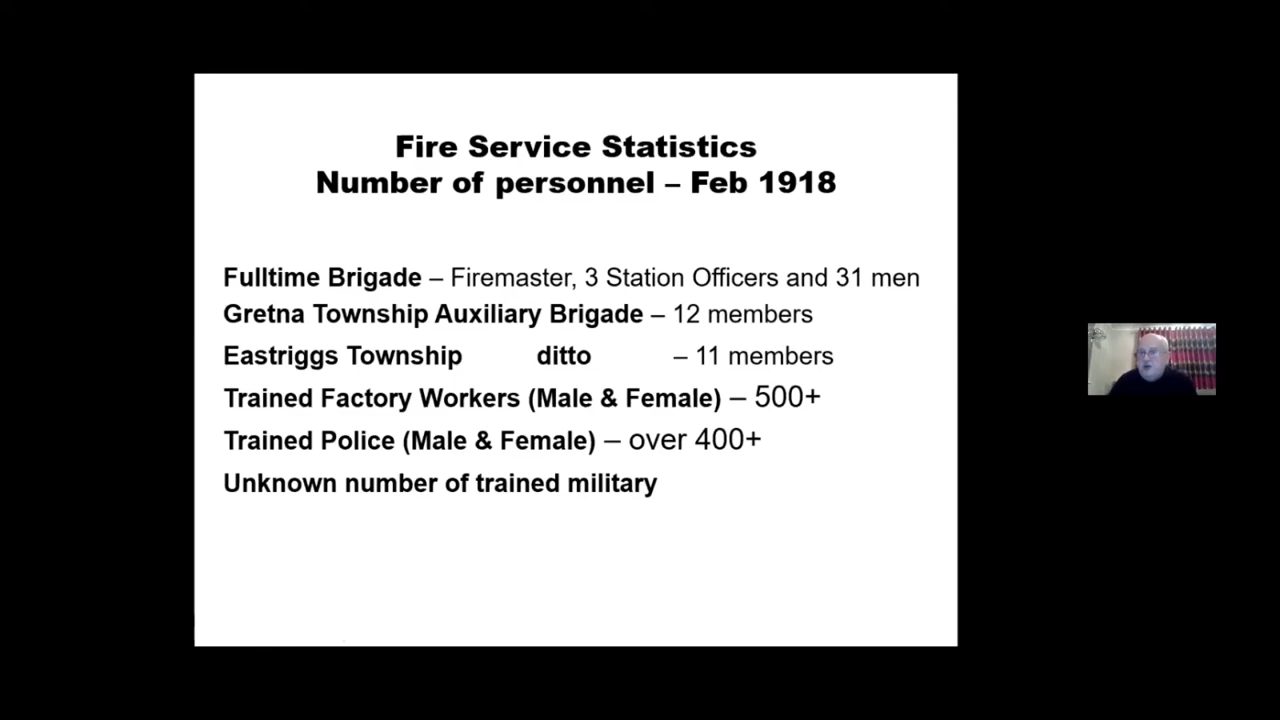 Fire Service Statistics
Number of personnel – Feb 1918
Fulltime Brigade – Firemaster, 3 Station Officers and 31 men
Gretna Township Auxiliary Brigade – 12 members
Eastriggs Township ditto – 11 members
Trained Factory Workers (Male & Female) – 500+
Trained Police (Male & Female) – over 400+
Unknown number of trained military